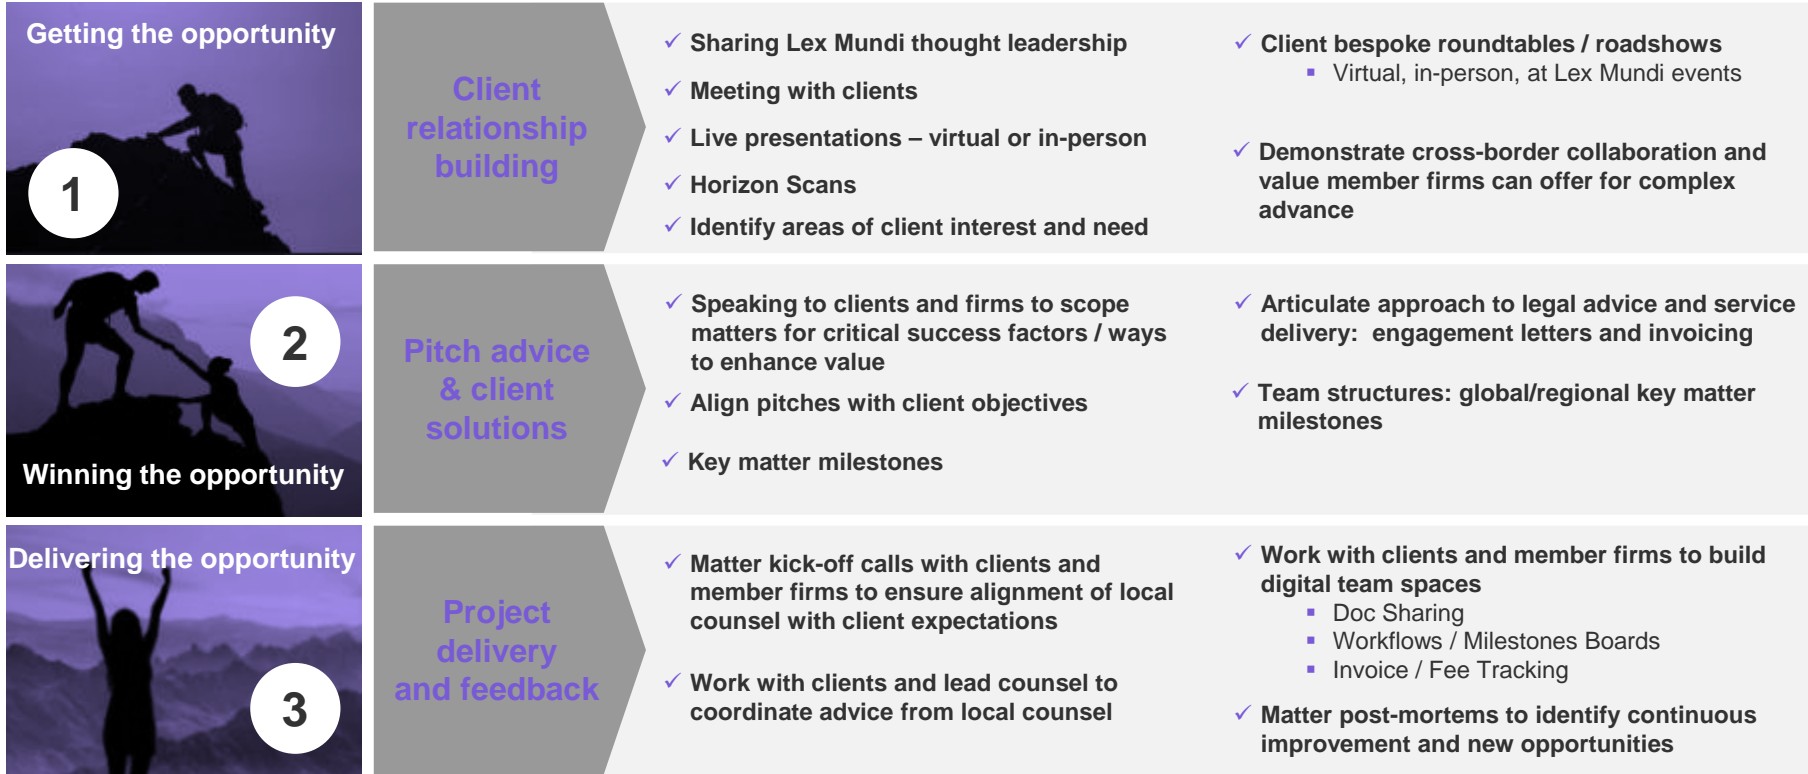 Getting the opportunity
1
Client
relationship
building
✓ Sharing Lex Mundi thought leadership
✓ Meeting with clients
✓ Live presentations – virtual or in-person
✓ Horizon Scans
✓ Identify areas of client interest and need
✓ Client bespoke roundtables / roadshows
▪ Virtual, in-person, at Lex Mundi events
✓ Demonstrate cross-border collaboration and
value member firms can offer for complex
advance
2
Winning the opportunity
Pitch advice
& client
solutions
✓ Speaking to clients and firms to scope
matters for critical success factors / ways
to enhance value
✓ Align pitches with client objectives
✓ Key matter milestones
✓ Articulate approach to legal advice and service
delivery:  engagement letters and invoicing
✓ Team structures: global/regional key matter
milestones
Delivering the opportunity
3
Project
delivery
and feedback
✓ Matter kick-off calls with clients and
member firms to ensure alignment of local
counsel with client expectations
✓ Work with clients and lead counsel to
coordinate advice from local counsel
✓ Work with clients and member firms to build
digital team spaces
▪ Doc Sharing
▪ Workflows / Milestones Boards
▪ Invoice / Fee Tracking
✓ Matter post-mortems to identify continuous
improvement and new opportunities